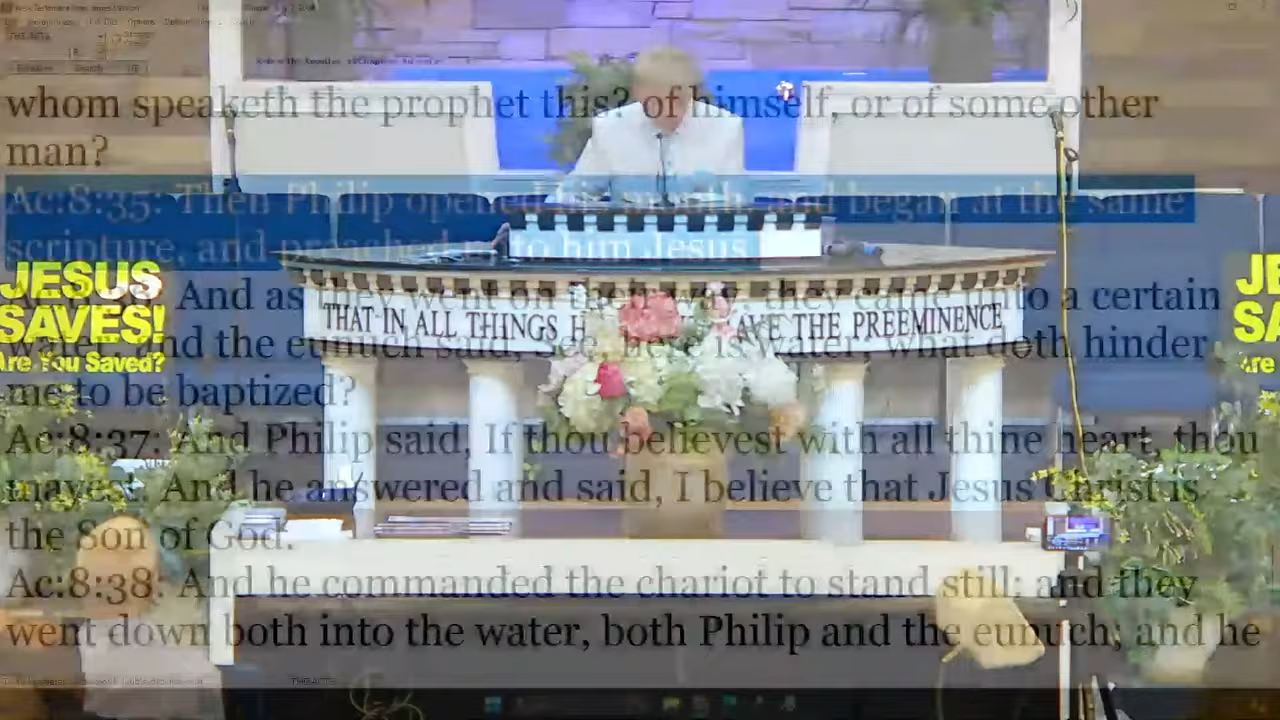 whom speaketh the prophet this? of himself, or of some other
man?
Ac:8:35: Then Philip opened his mouth, and began at the same
scripture, and preached unto him Jesus.
And as they went on their way, they came unto a certain
and the eunuch said, See, here is water; what doth hinder
me to be baptized?
Ac:8:37: And Philip said, If thou believest with all thine heart, thou
mayest. And he answered and said, I believe that Jesus Christ is
the Son of God.
Ac:8:38: And he commanded the chariot to stand still: and they
went down both into the water, both Philip and the eunuch; and he
JESUS
SAVES!
Are You Saved?
THAT IN ALL THINGS H AVE THE PREEMINENCE
JE
SA
Are